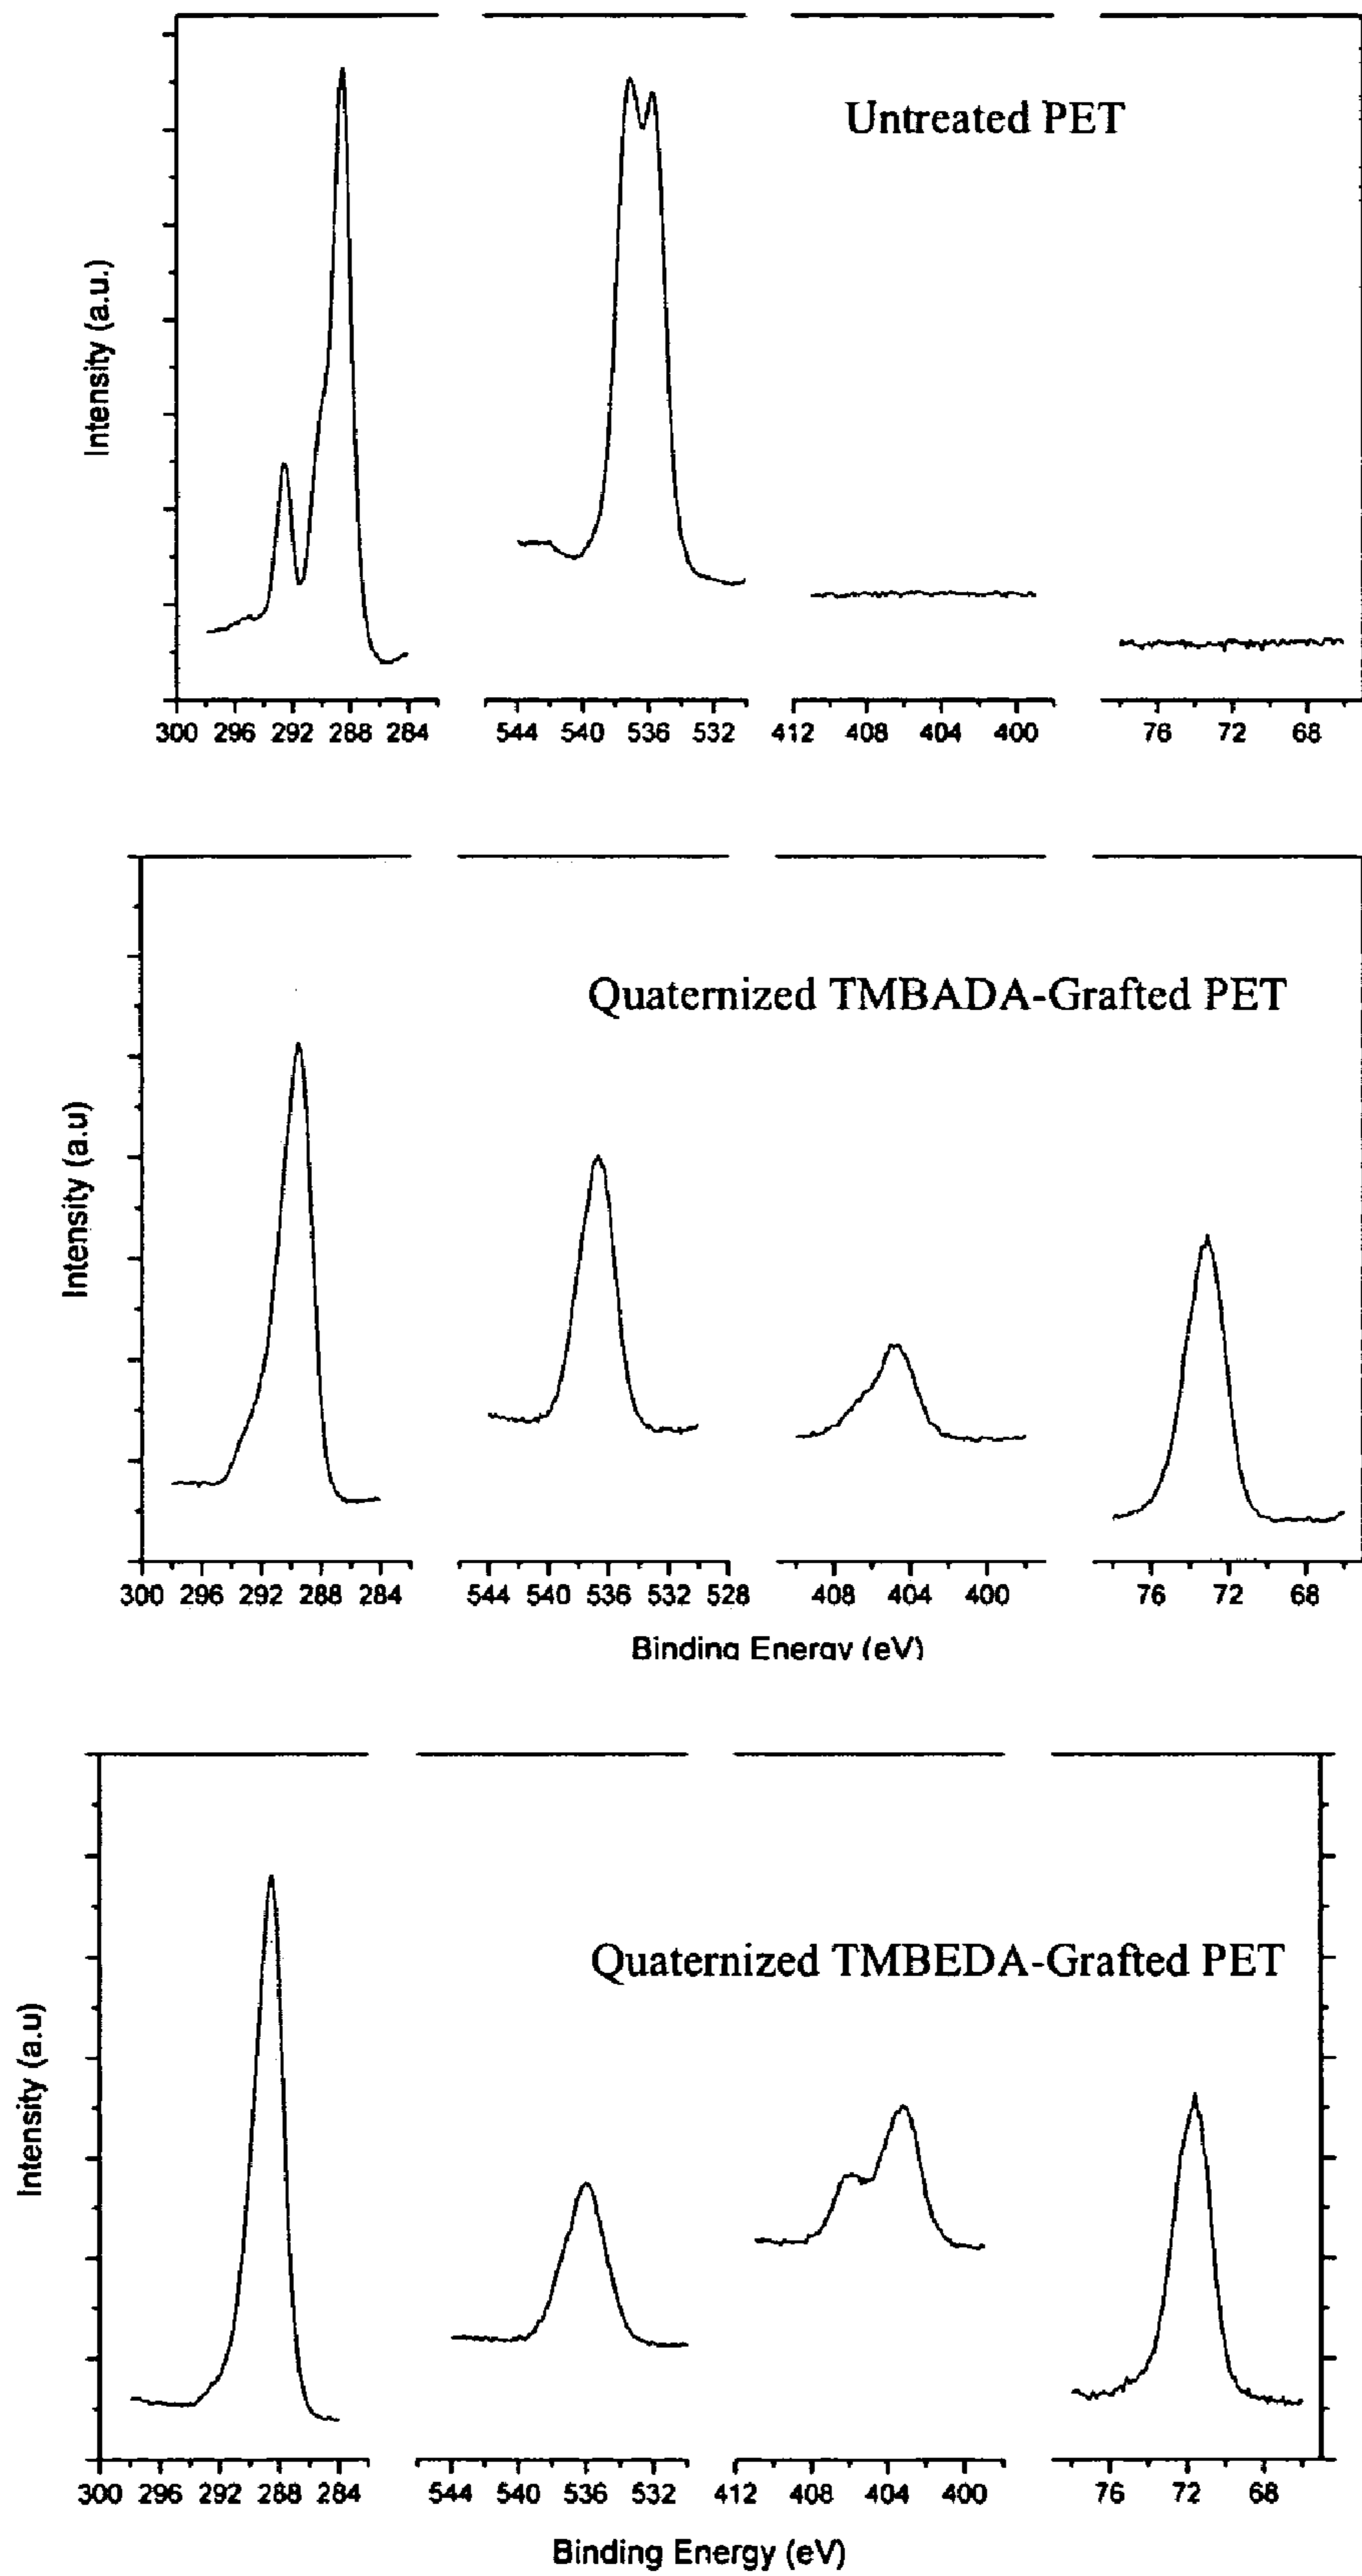 Untreated PET
Intensity (a.u.)
300 296 292 288 284 544 540 536 532 412 408 404 400 76 72 68
Quaternized TMBADA-Grafted PET
Intensity (a.u)
300 296 292 288 284 544 540 536 532 528 408 404 400 76 72 68
Binding Energy (eV)
Quaternized TMBEDA-Grafted PET
Intensity (a.u)
300 296 292 288 284 544 540 536 532 412 408 404 400 76 72 68
Binding Energy (eV)